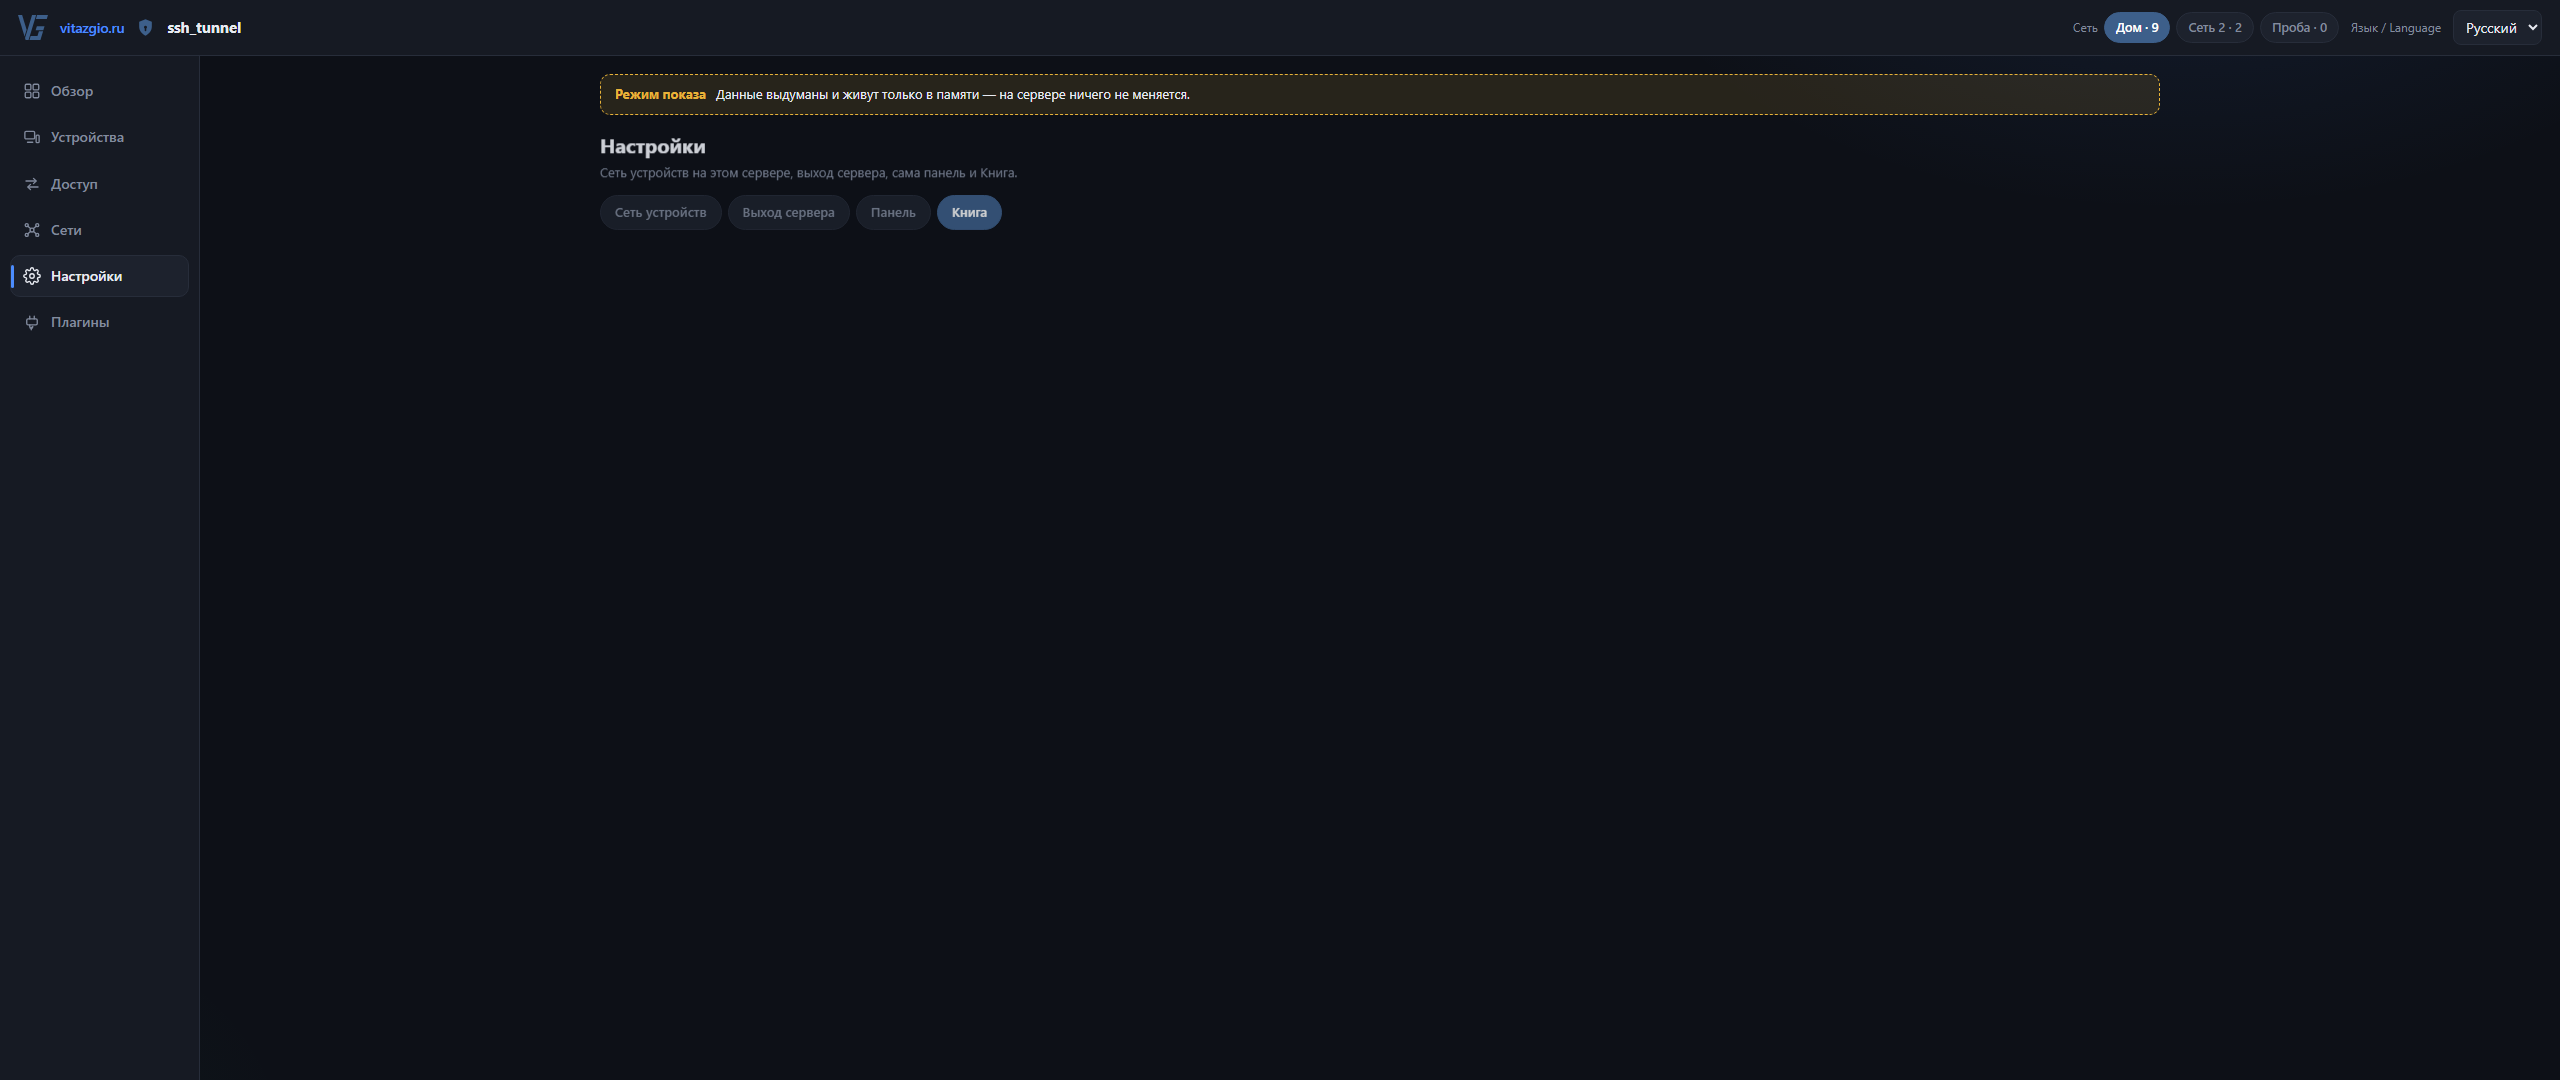 VG vitazgio.ru ssh_tunnel Сеть Дом · 9 Сеть 2 · 2 Проба · 0 Язык / Language Русский
Обзор
Устройства
Доступ
Сети
Настройки
Плагины
Режим показа Данные выдуманы и живут только в памяти — на сервере ничего не меняется.
Настройки
Сеть устройств на этом сервере, выход сервера, сама панель и Книга.
Сеть устройств Выход сервера Панель Книга